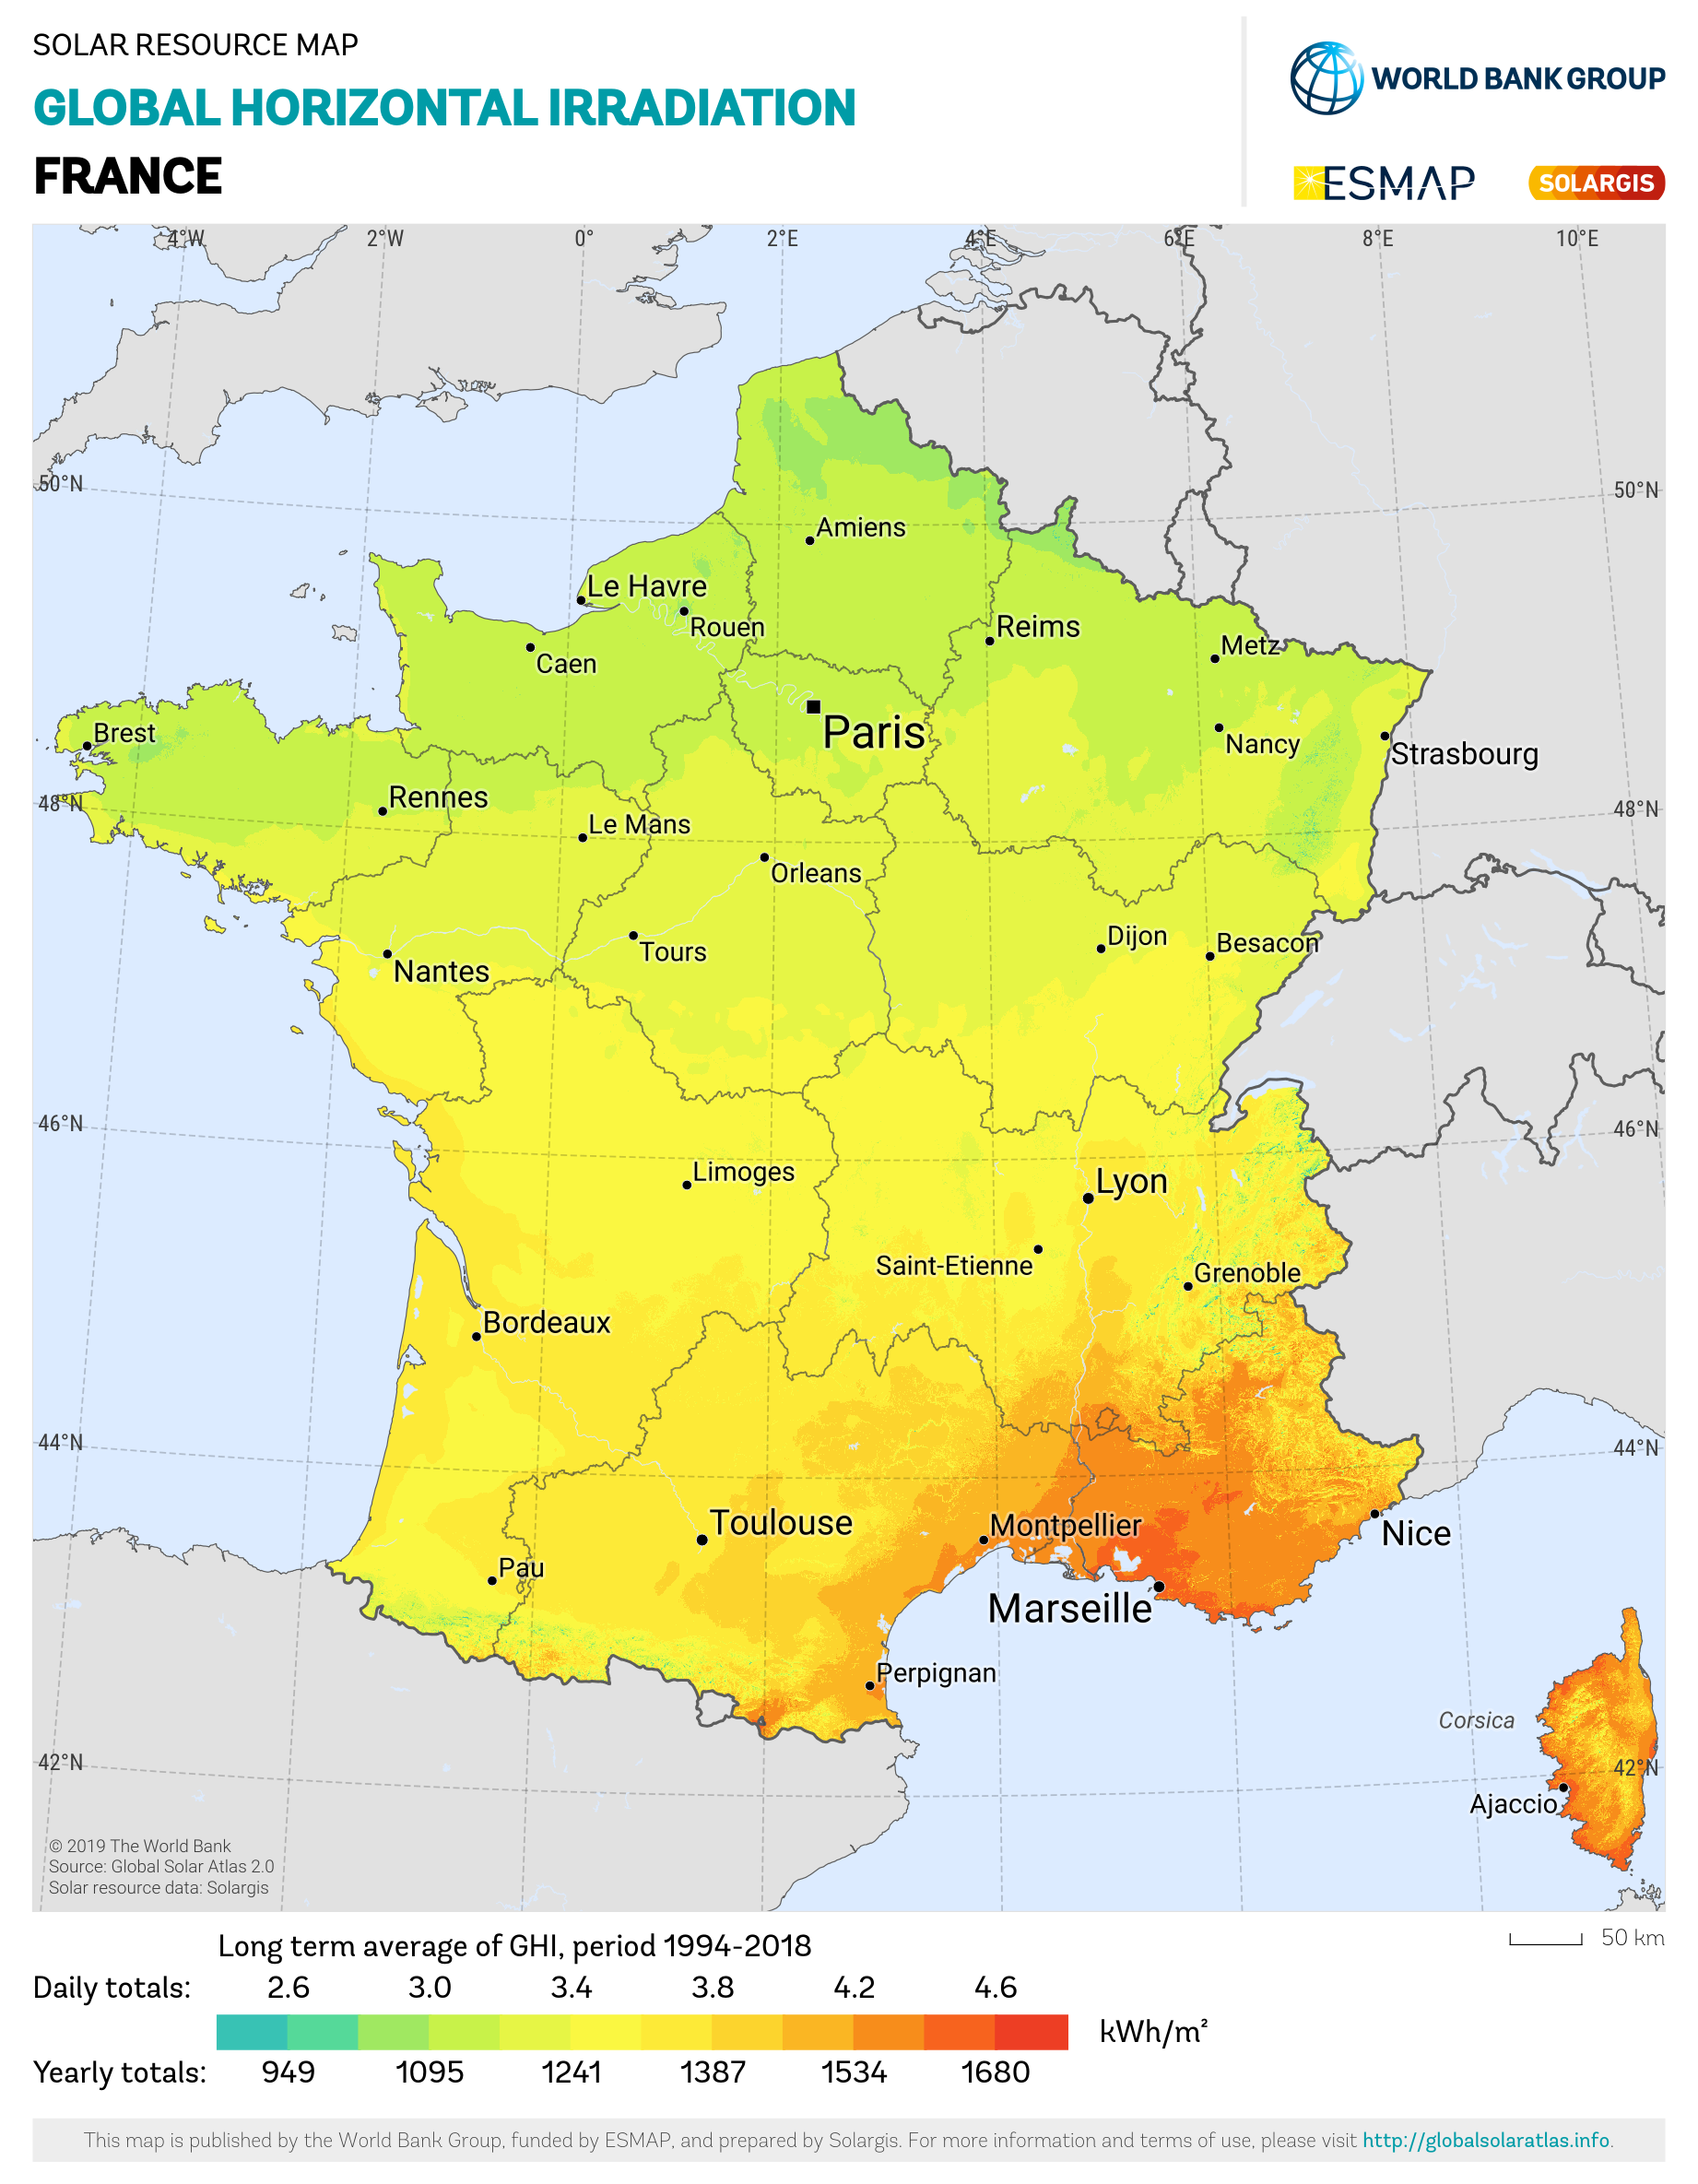 SOLAR RESOURCE MAP
GLOBAL HORIZONTAL IRRADIATION
FRANCE
WORLD BANK GROUP
ESMAP
SOLARGIS
4°W 2°W 0° 2°E 4°E 6°E 8°E 10°E
50°N 50°N
Amiens
Le Havre
Rouen
Reims
Caen
Metz
Brest
Paris
Nancy
Strasbourg
48°N 48°N
Rennes
Le Mans
Orleans
Dijon
Besacon
Tours
Nantes
46°N 46°N
Limoges
Lyon
Saint-Etienne
Grenoble
Bordeaux
44°N 44°N
Toulouse
Montpellier
Nice
Pau
Marseille
Perpignan
Corsica
42°N 42°N
Ajaccio
© 2019 The World Bank
Source: Global Solar Atlas 2.0
Solar resource data: Solargis
50 km
Long term average of GHI, period 1994-2018
Daily totals: 2.6 3.0 3.4 3.8 4.2 4.6
kWh/m²
Yearly totals: 949 1095 1241 1387 1534 1680
This map is published by the World Bank Group, funded by ESMAP, and prepared by Solargis. For more information and terms of use, please visit http://globalsolaratlas.info.